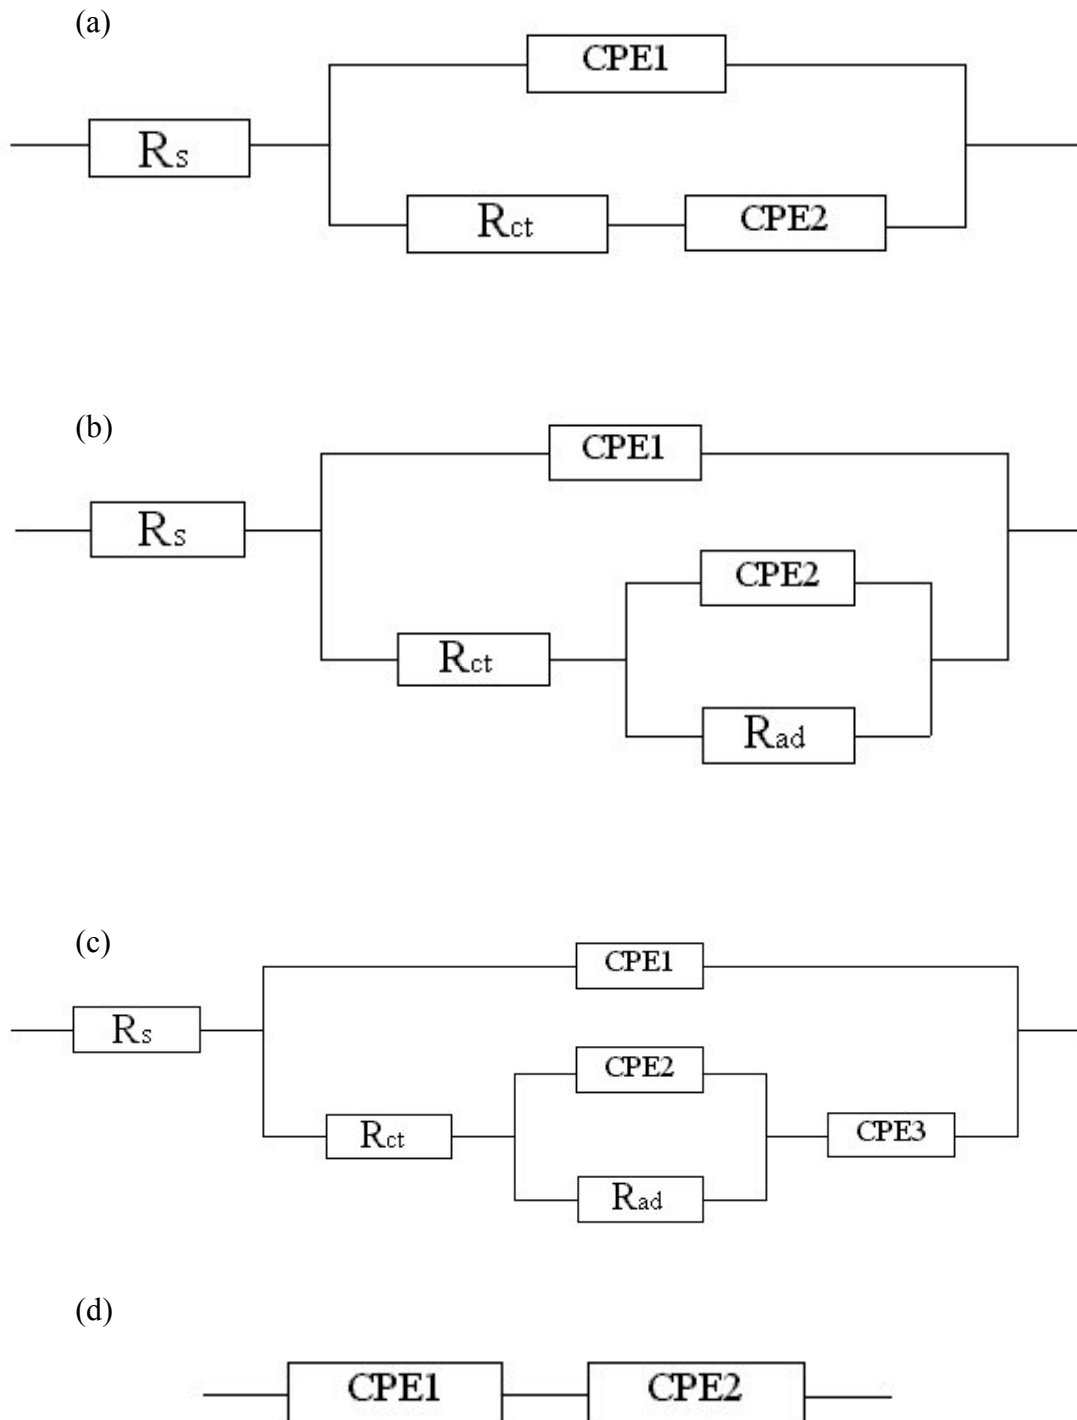 (a)
CPE1
Rs
Rct CPE2
(b)
CPE1
Rs
CPE2
Rct
Rad
(c)
CPE1
Rs
CPE2
Rct CPE3
Rad
(d)
CPE1 CPE2